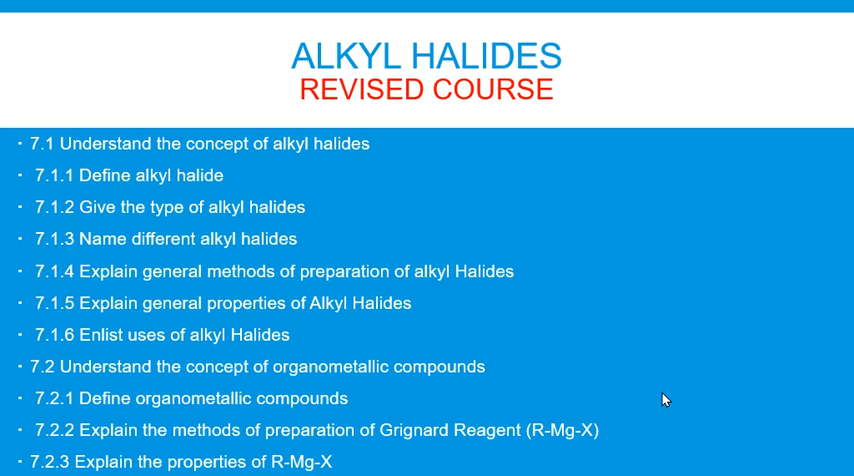 ALKYL HALIDES
REVISED COURSE
· 7.1 Understand the concept of alkyl halides
· 7.1.1 Define alkyl halide
· 7.1.2 Give the type of alkyl halides
· 7.1.3 Name different alkyl halides
· 7.1.4 Explain general methods of preparation of alkyl Halides
· 7.1.5 Explain general properties of Alkyl Halides
· 7.1.6 Enlist uses of alkyl Halides
· 7.2 Understand the concept of organometallic compounds
· 7.2.1 Define organometallic compounds
· 7.2.2 Explain the methods of preparation of Grignard Reagent (R-Mg-X)
· 7.2.3 Explain the properties of R-Mg-X